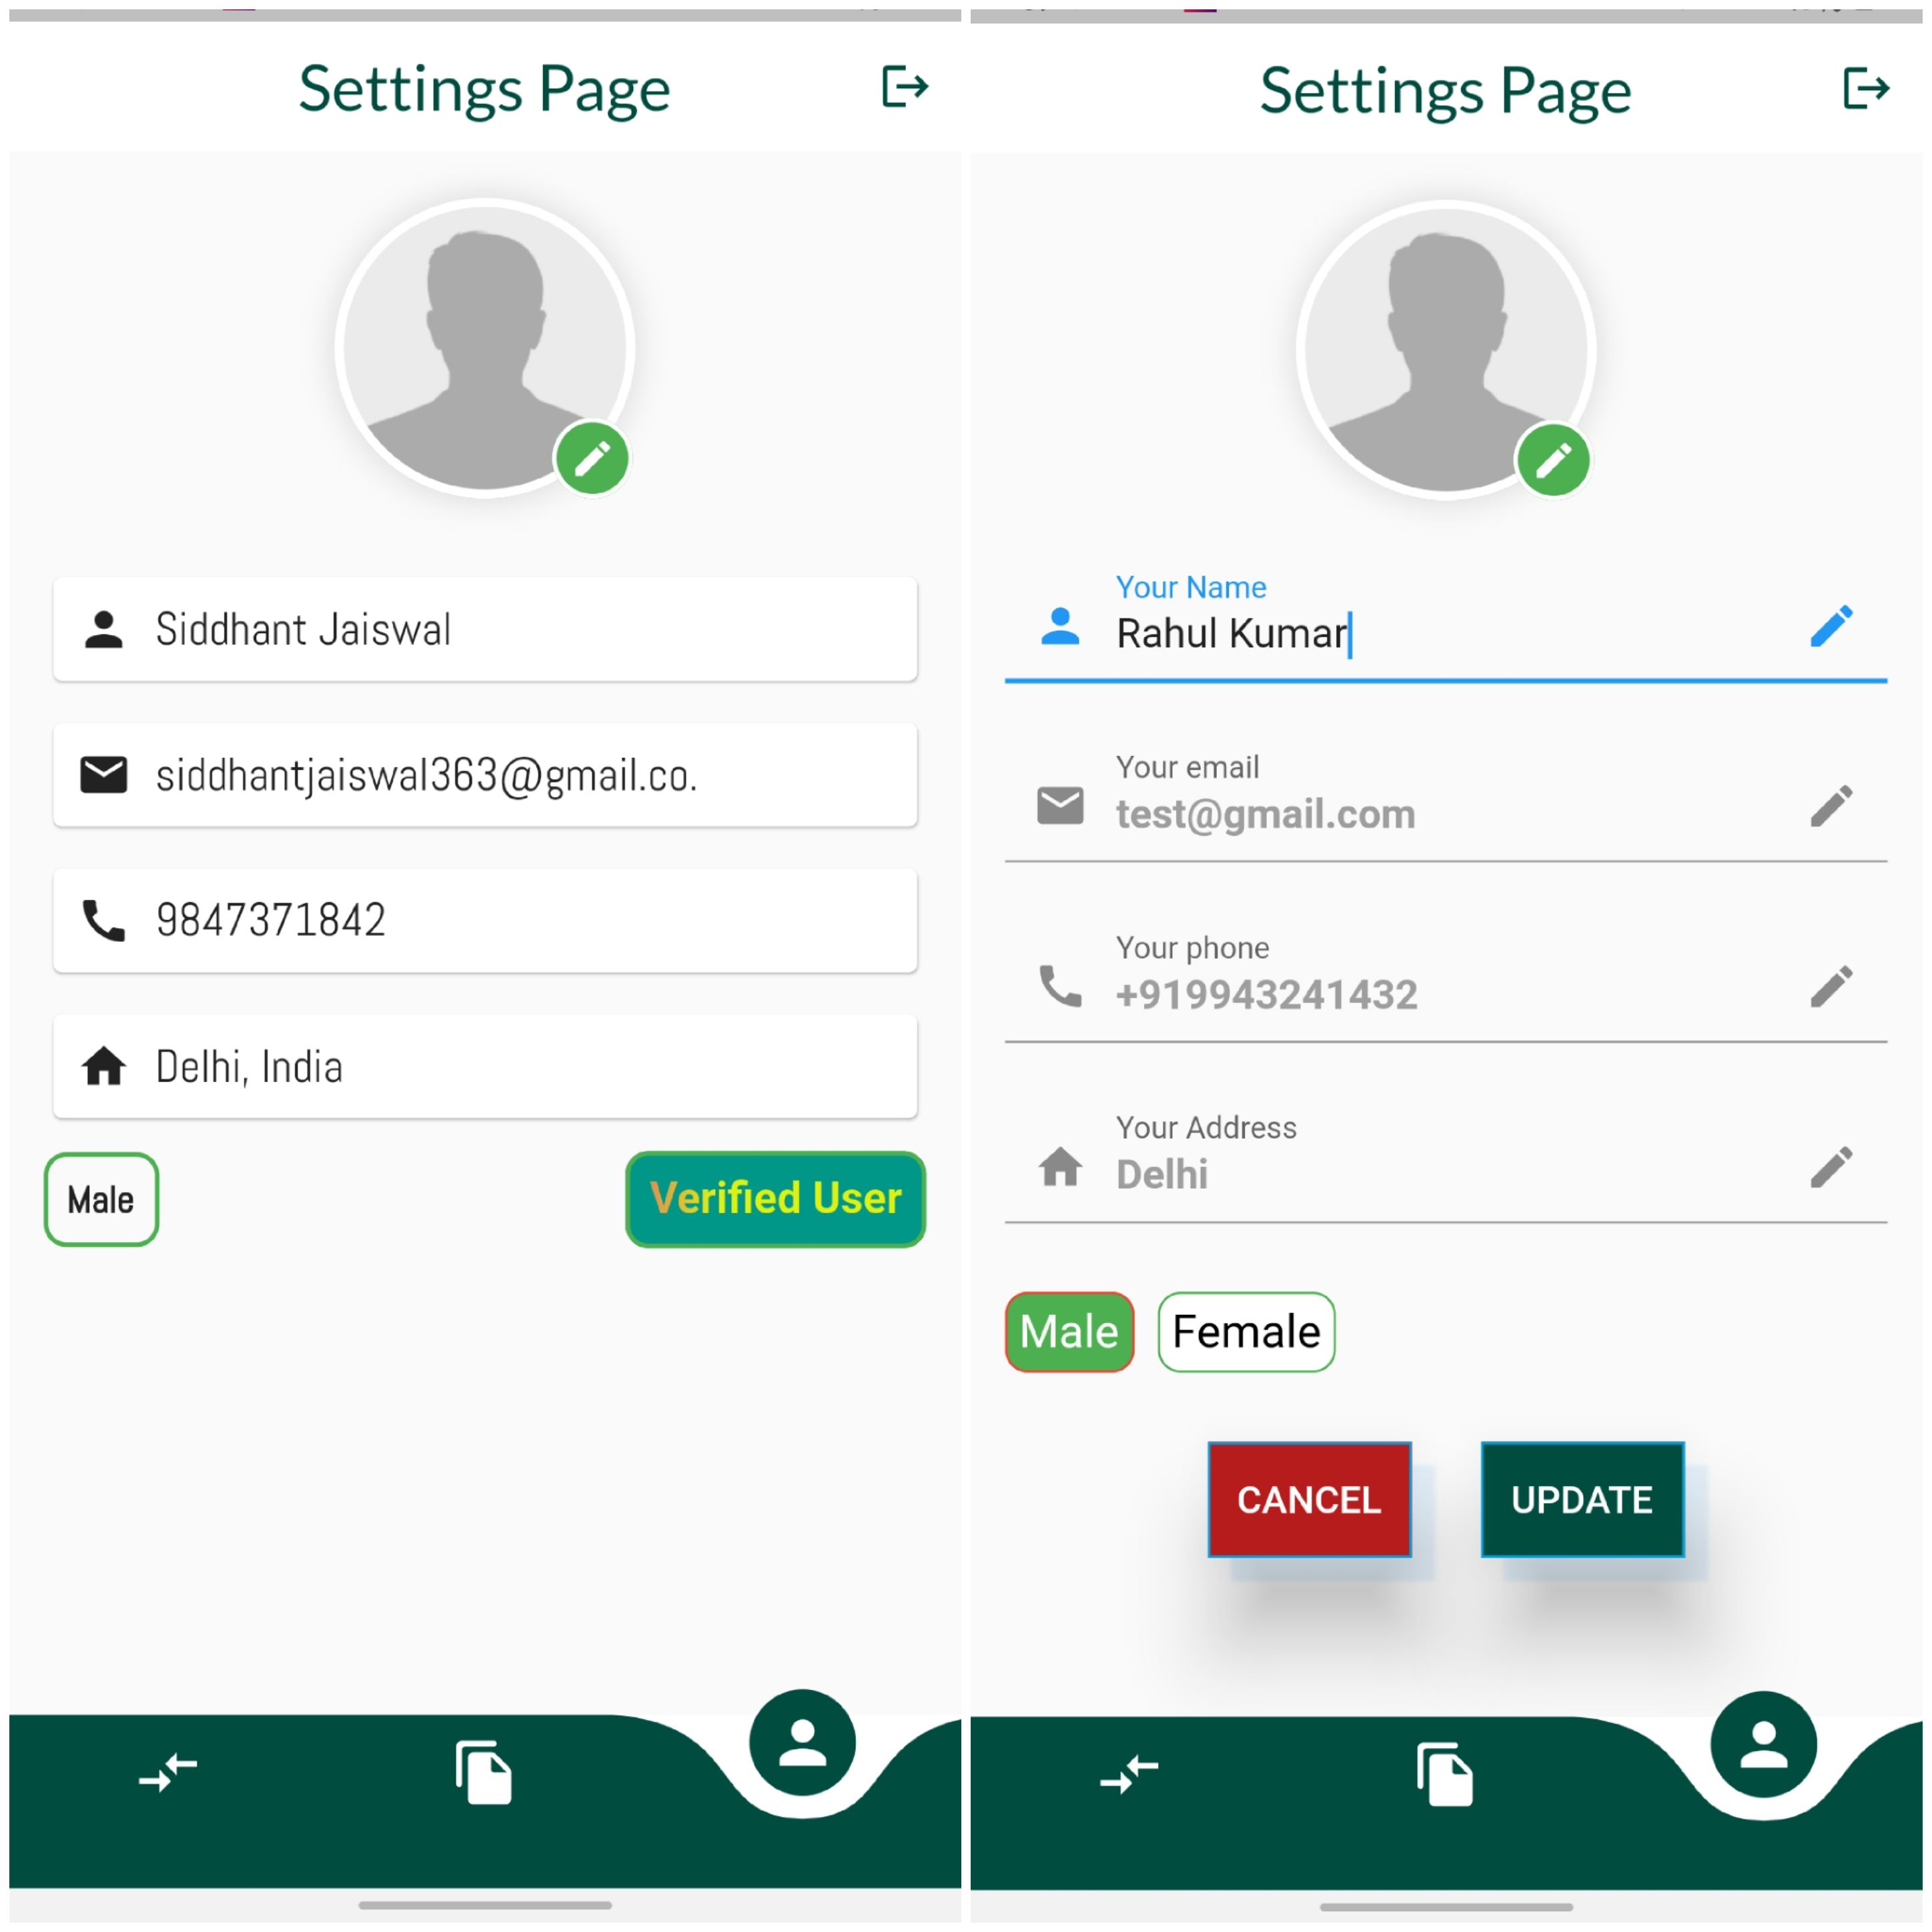 Settings Page
Siddhant Jaiswal
siddhantjaiswal363@gmail.co.
9847371842
Delhi, India
Male
Verified User
Settings Page
Your Name
Rahul Kumar
Your email
test@gmail.com
Your phone
+919943241432
Your Address
Delhi
Male Female
CANCEL UPDATE